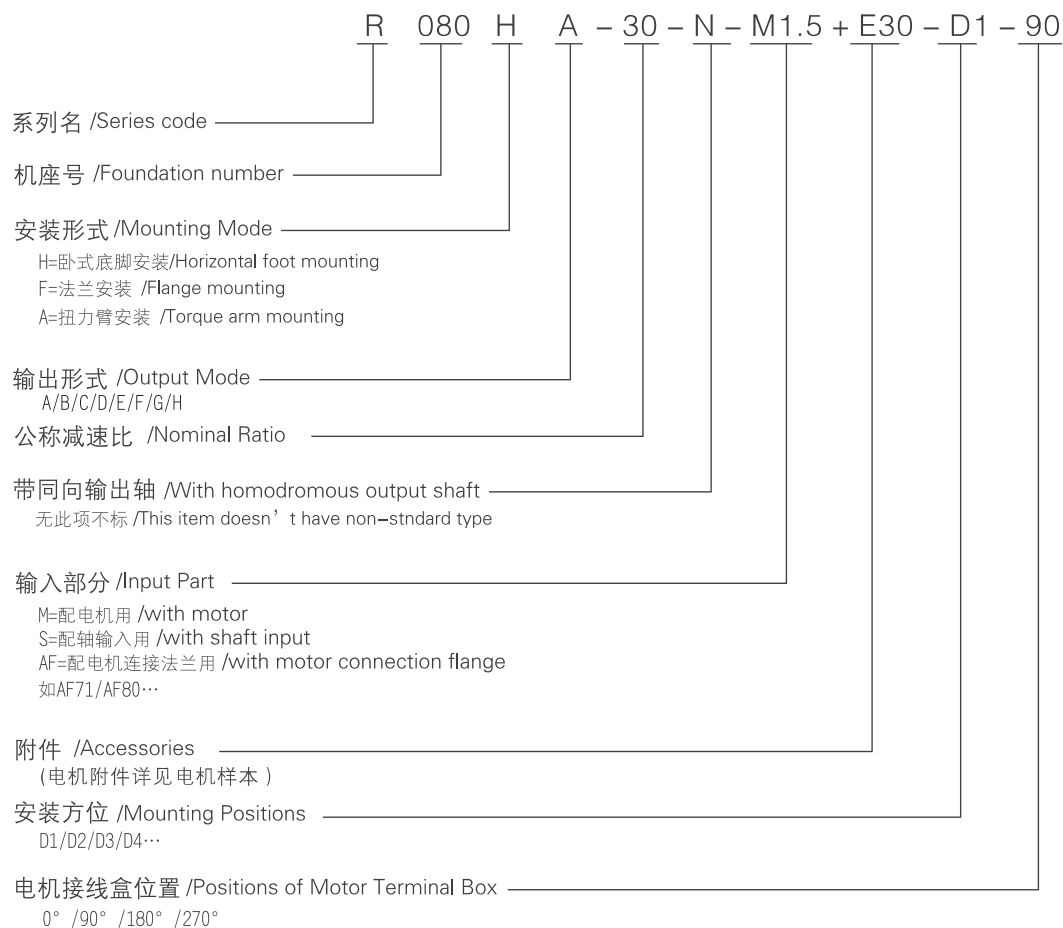 R 080 H A – 30 – N – M1.5 + E30 – D1 – 90
系列名 /Series code
机座号 /Foundation number
安装形式 /Mounting Mode
H=卧式底脚安装/Horizontal foot mounting
F=法兰安装 /Flange mounting
A=扭力臂安装 /Torque arm mounting
输出形式 /Output Mode
A/B/C/D/E/F/G/H
公称减速比 /Nominal Ratio
带同向输出轴 /With homodromous output shaft
无此项不标 /This item doesn't have non–stndard type
输入部分 /Input Part
M=配电机用 /with motor
S=配轴输入用 /with shaft input
AF=配电机连接法兰用 /with motor connection flange
如AF71/AF80…
附件 /Accessories
(电机附件详见电机样本 )
安装方位 /Mounting Positions
D1/D2/D3/D4…
电机接线盒位置 /Positions of Motor Terminal Box
0° /90° /180° /270°